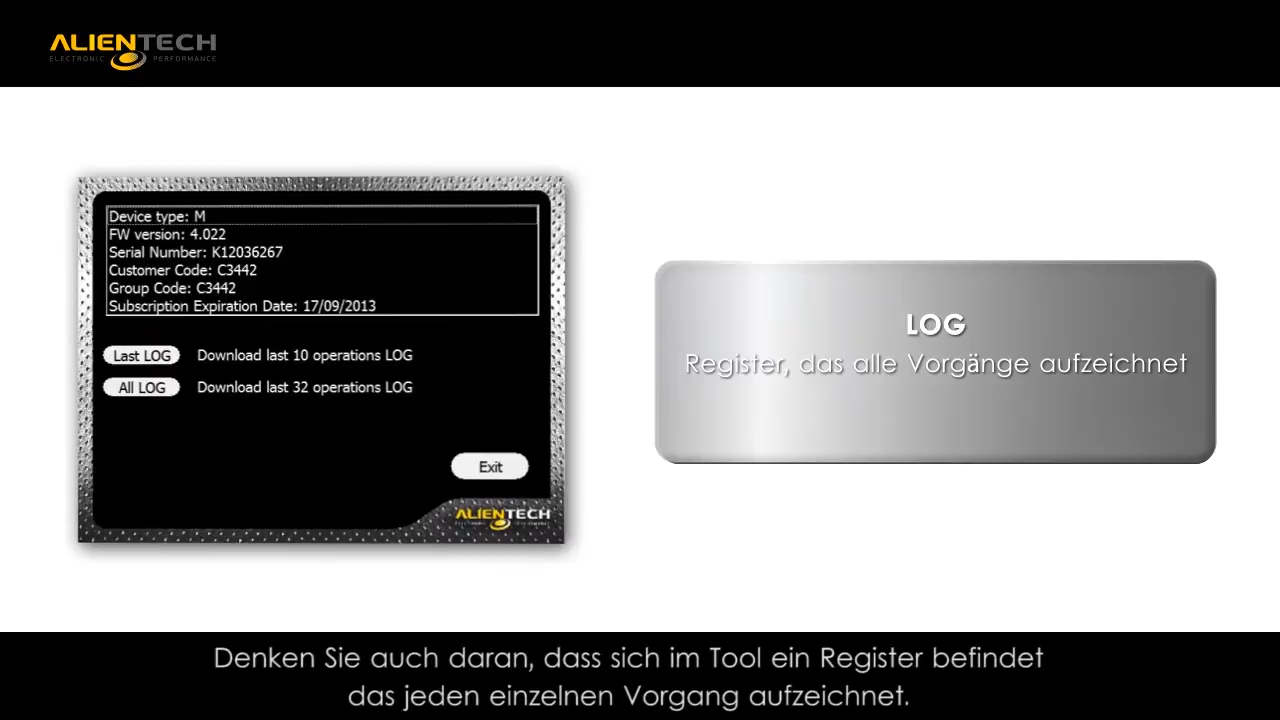 ALIENTECH
ELECTRONIC PERFORMANCE
Device type: M
FW version: 4.022
Serial Number: K12036267
Customer Code: C3442
Group Code: C3442
Subscription Expiration Date: 17/09/2013
Last LOG Download last 10 operations LOG
All LOG Download last 32 operations LOG
Exit
ALIENTECH
ELECTRONIC PERFORMANCE
LOG
Register, das alle Vorgänge aufzeichnet
Denken Sie auch daran, dass sich im Tool ein Register befindet
das jeden einzelnen Vorgang aufzeichnet.